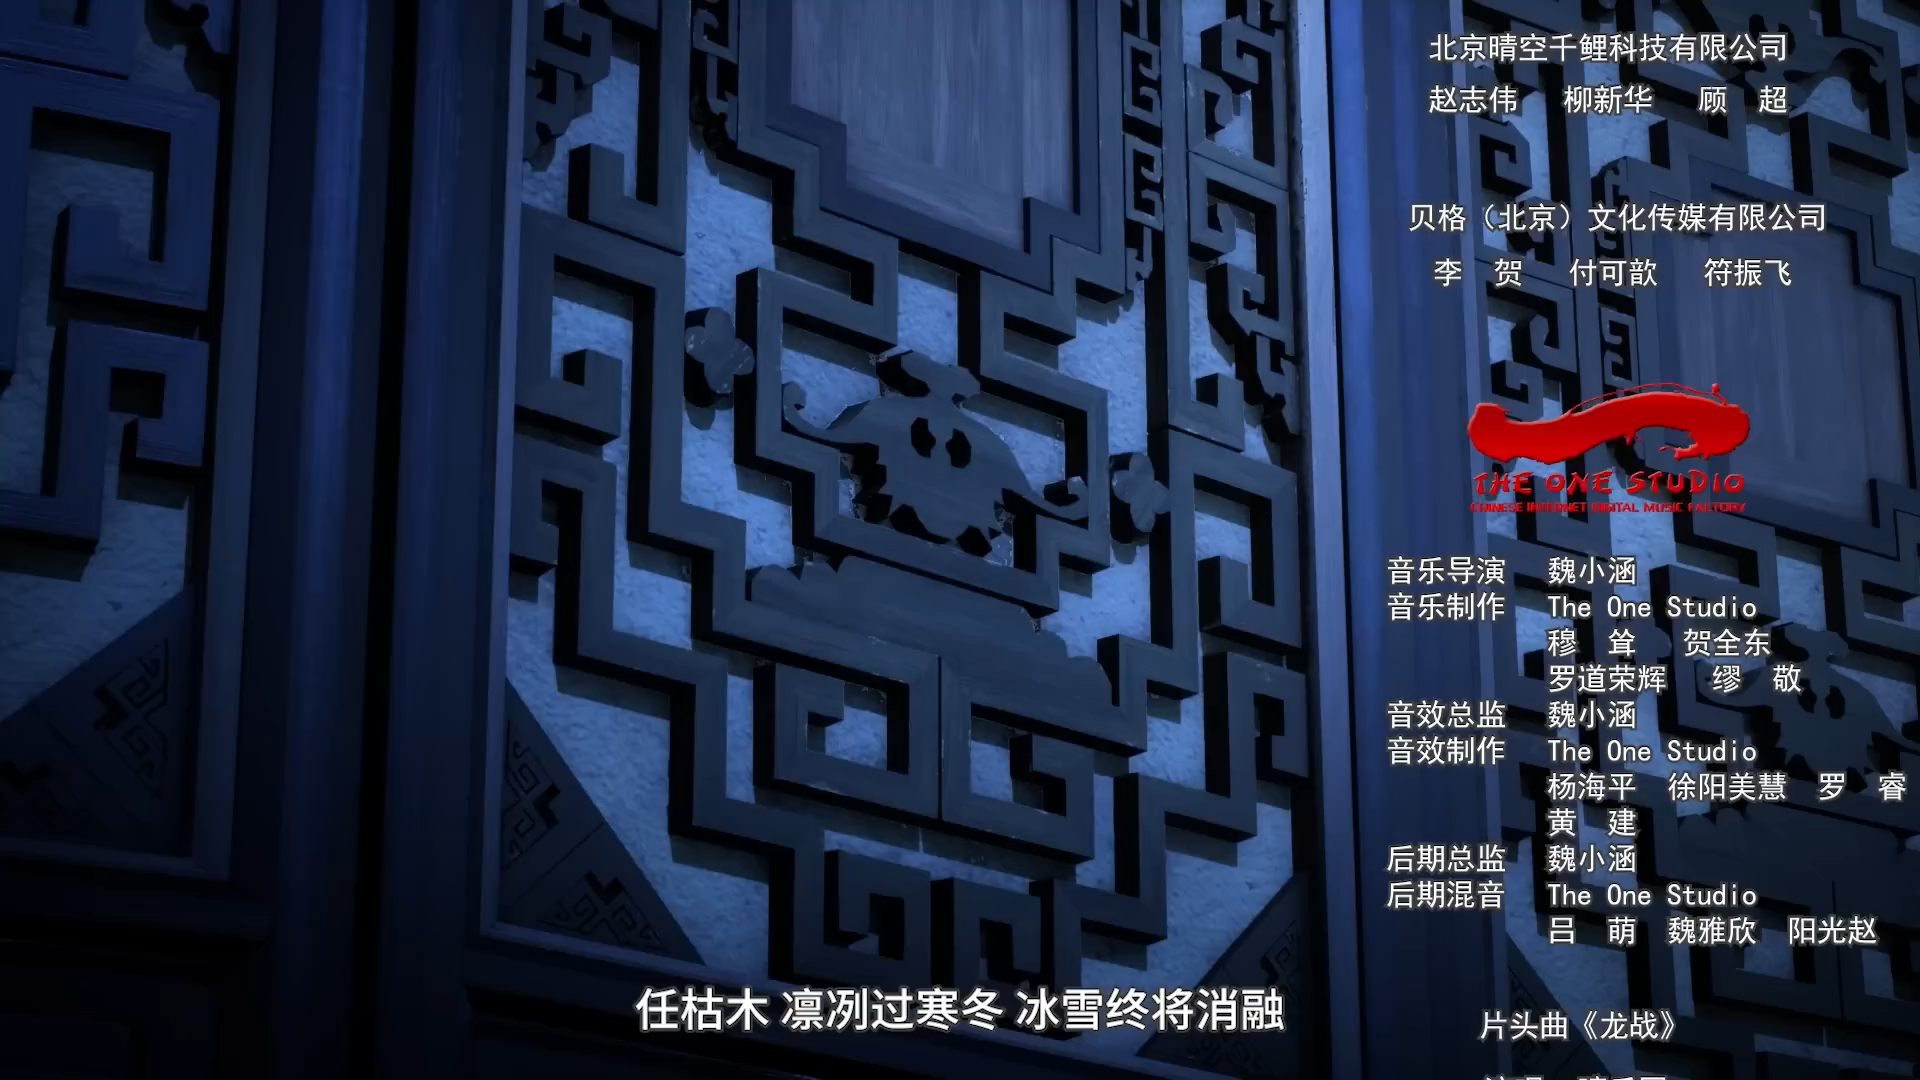 北京晴空千鲤科技有限公司
赵志伟 柳新华 顾 超
贝格（北京）文化传媒有限公司
李 贺 付可歆 符振飞
THE ONE STUDIO
CHINESE INTERNET DIGITAL MUSIC FACTORY
音乐导演 魏小涵
音乐制作 The One Studio
穆 耸 贺全东
罗道荣辉 缪 敬
音效总监 魏小涵
音效制作 The One Studio
杨海平 徐阳美慧 罗 睿
黄 建
后期总监 魏小涵
后期混音 The One Studio
吕 萌 魏雅欣 阳光赵
任枯木 凛冽过寒冬 冰雪终将消融
片头曲《龙战》